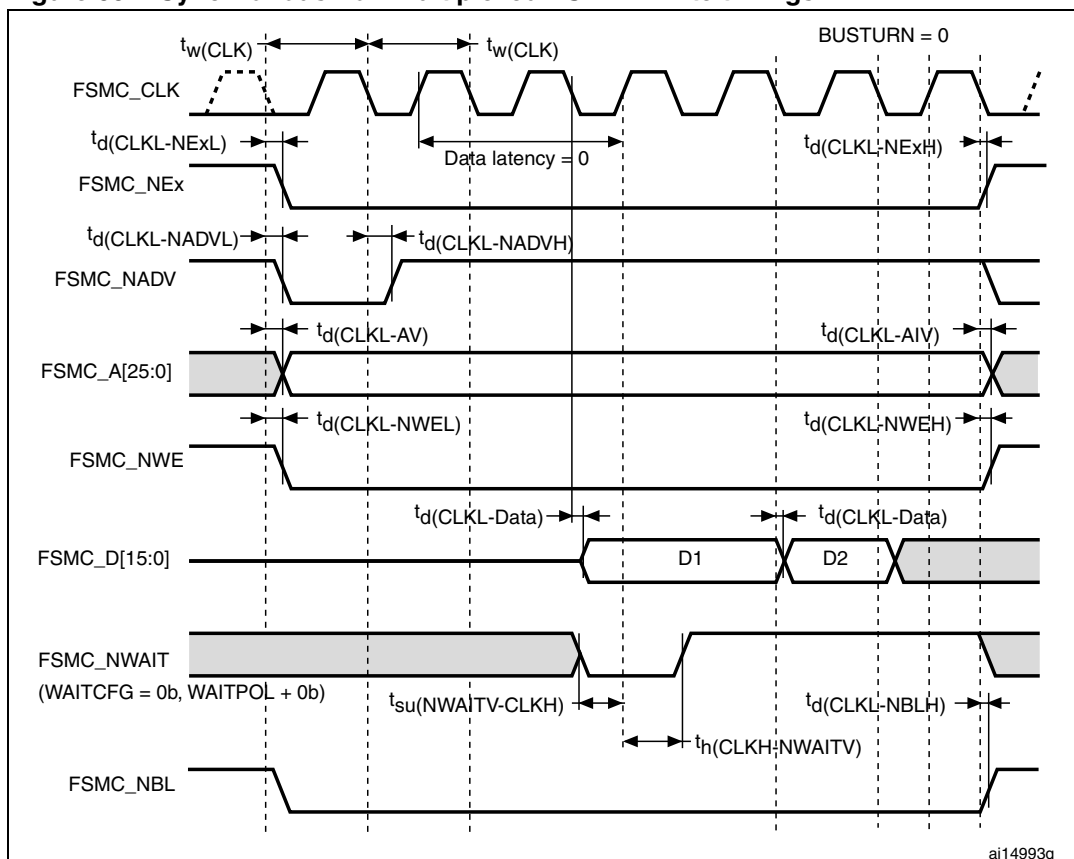 BUSTURN = 0
tw(CLK)
tw(CLK)
FSMC_CLK
Data latency = 0
td(CLKL-NExL)
td(CLKL-NExH)
FSMC_NEx
td(CLKL-NADVL)
td(CLKL-NADVH)
FSMC_NADV
td(CLKL-AV)
td(CLKL-AIV)
FSMC_A[25:0]
td(CLKL-NWEL)
td(CLKL-NWEH)
FSMC_NWE
td(CLKL-Data)
td(CLKL-Data)
FSMC_D[15:0]
D1
D2
FSMC_NWAIT
(WAITCFG = 0b, WAITPOL + 0b)
tsu(NWAITV-CLKH)
td(CLKL-NBLH)
th(CLKH-NWAITV)
FSMC_NBL
ai14993g